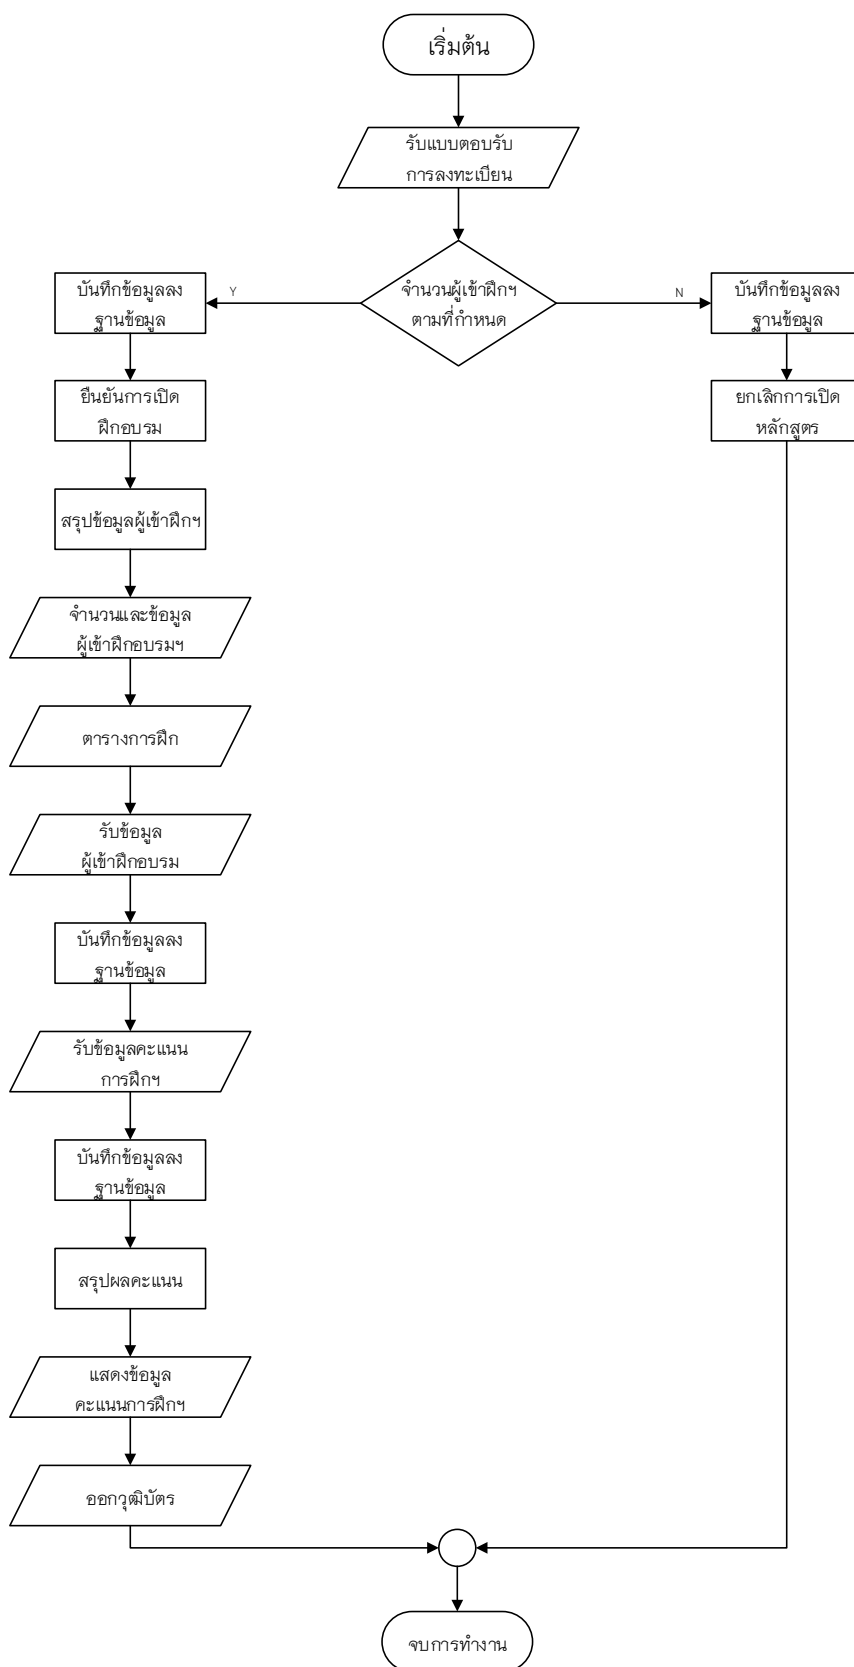 เริ่มต้น
รับแบบตอบรับ
การลงทะเบียน
จำนวนผู้เข้าฝึกฯ
ตามที่กำหนด
Y
N
บันทึกข้อมูลลง
ฐานข้อมูล
ยืนยันการเปิด
ฝึกอบรม
สรุปข้อมูลผู้เข้าฝึกฯ
จำนวนและข้อมูล
ผู้เข้าฝึกอบรมฯ
ตารางการฝึก
รับข้อมูล
ผู้เข้าฝึกอบรม
บันทึกข้อมูลลง
ฐานข้อมูล
รับข้อมูลคะแนน
การฝึกฯ
บันทึกข้อมูลลง
ฐานข้อมูล
สรุปผลคะแนน
แสดงข้อมูล
คะแนนการฝึกฯ
ออกวุฒิบัตร
บันทึกข้อมูลลง
ฐานข้อมูล
ยกเลิกการเปิด
หลักสูตร
จบการทำงาน